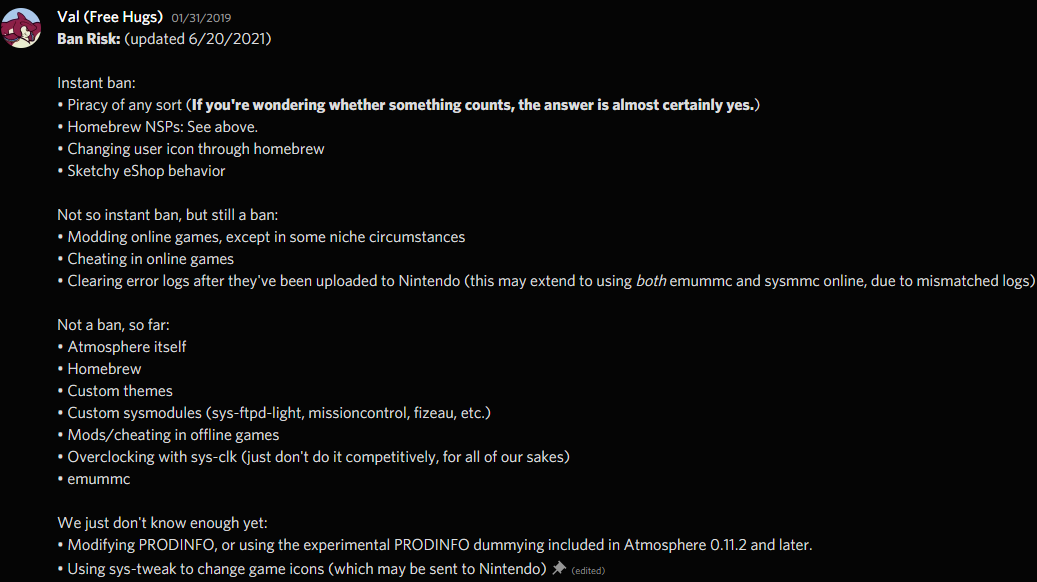 Val (Free Hugs) 01/31/2019
Ban Risk: (updated 6/20/2021)
Instant ban:
• Piracy of any sort (If you're wondering whether something counts, the answer is almost certainly yes.)
• Homebrew NSPs: See above.
• Changing user icon through homebrew
• Sketchy eShop behavior
Not so instant ban, but still a ban:
• Modding online games, except in some niche circumstances
• Cheating in online games
• Clearing error logs after they've been uploaded to Nintendo (this may extend to using both emummc and sysmmc online, due to mismatched logs)
Not a ban, so far:
• Atmosphere itself
• Homebrew
• Custom themes
• Custom sysmodules (sys-ftpd-light, missioncontrol, fizeau, etc.)
• Mods/cheating in offline games
• Overclocking with sys-clk (just don't do it competitively, for all of our sakes)
• emummc
We just don't know enough yet:
• Modifying PRODINFO, or using the experimental PRODINFO dummying included in Atmosphere 0.11.2 and later.
• Using sys-tweak to change game icons (which may be sent to Nintendo) (edited)